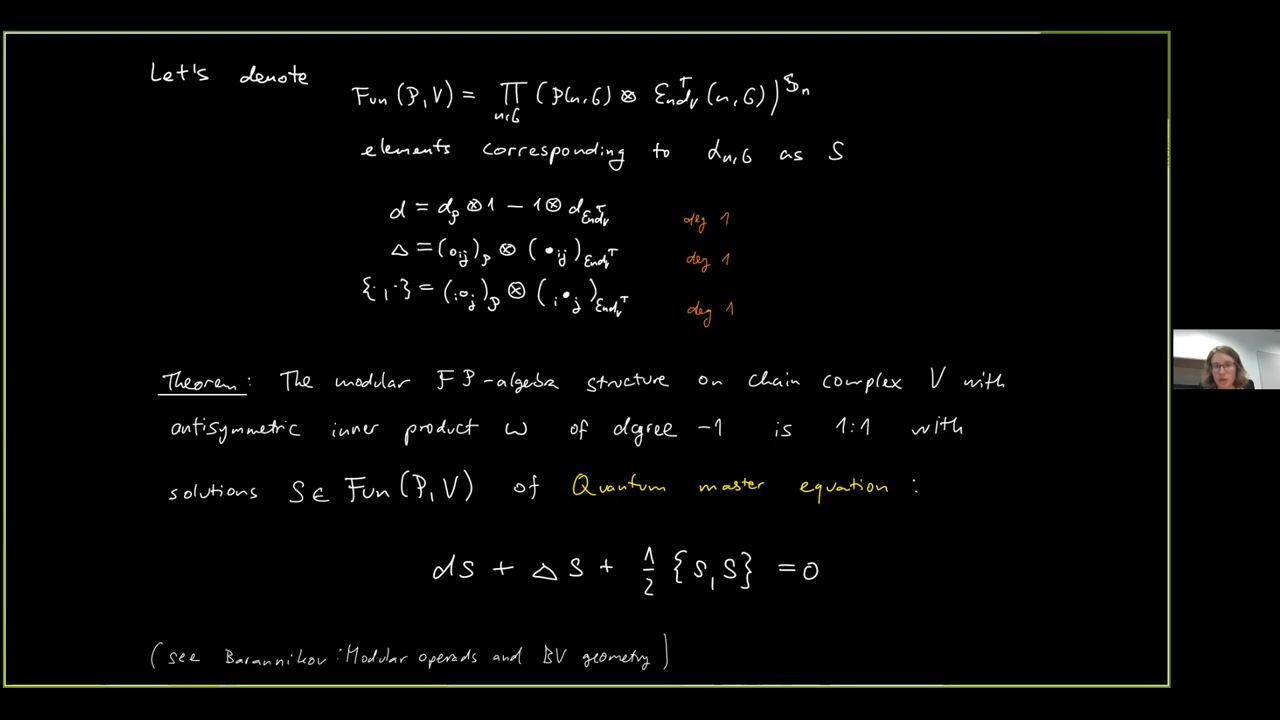 Let's denote Fun(P,V) = ∏_{n,G} (P(n,G) ⊗ End_V^T(n,G))^{S_n}
elements corresponding to α_{n,G} as S
d = d_P ⊗ 1 − 1 ⊗ d_{End_V^T} deg 1
Δ = (∘_{ij})_P ⊗ (•_{ij})_{End_V^T} deg 1
{·,·} = (_i∘_j)_P ⊗ (_i•_j)_{End_V^T} deg 1
Theorem: The modular FP-algebra structure on chain complex V with
antisymmetric inner product ω of degree -1 is 1:1 with
solutions S ∈ Fun(P,V) of Quantum master equation :
dS + ΔS + 1/2 {S,S} = 0
(see Barannikov: Modular operads and BV geometry)